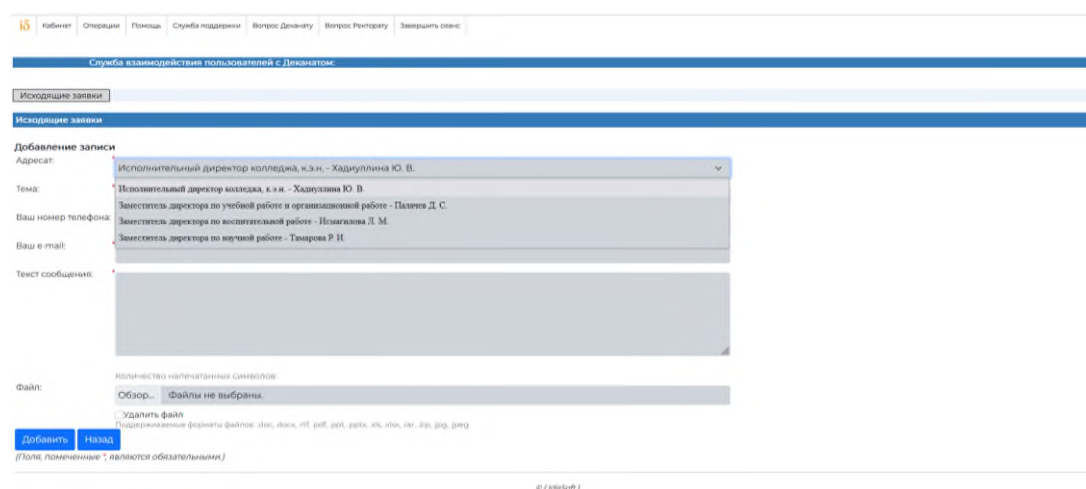 Кабинет Операции Помощь Служба поддержки Вопрос Деканату Вопрос Ректорату Завершить сеанс
Служба взаимодействия пользователей с Деканатом:
Исходящие заявки
Исходящие заявки
Добавление записи
Адресат:
*
Исполнительный директор колледжа, к.э.н. - Хадиуллина Ю. В.
Тема:
*
Исполнительный директор колледжа, к.э.н. - Хадиуллина Ю. В.
Заместитель директора по учебной работе и организационной работе - Палачев Д. С.
Ваш номер телефона:
Заместитель директора по воспитательной работе - Исмагилова Л. М.
Заместитель директора по научной работе - Тамарова Р. И.
Ваш e-mail:
*
Текст сообщения:
*
Количество напечатанных символов:
Файл:
Обзор... Файлы не выбраны.
Удалить файл
Поддерживаемые форматы файлов: .doc, .docx, .rtf, .pdf, .ppt, .pptx, .xls, .xlsx, .rar, .zip, .jpg, .jpeg
Добавить Назад
(Поля, помеченные *, являются обязательными.)